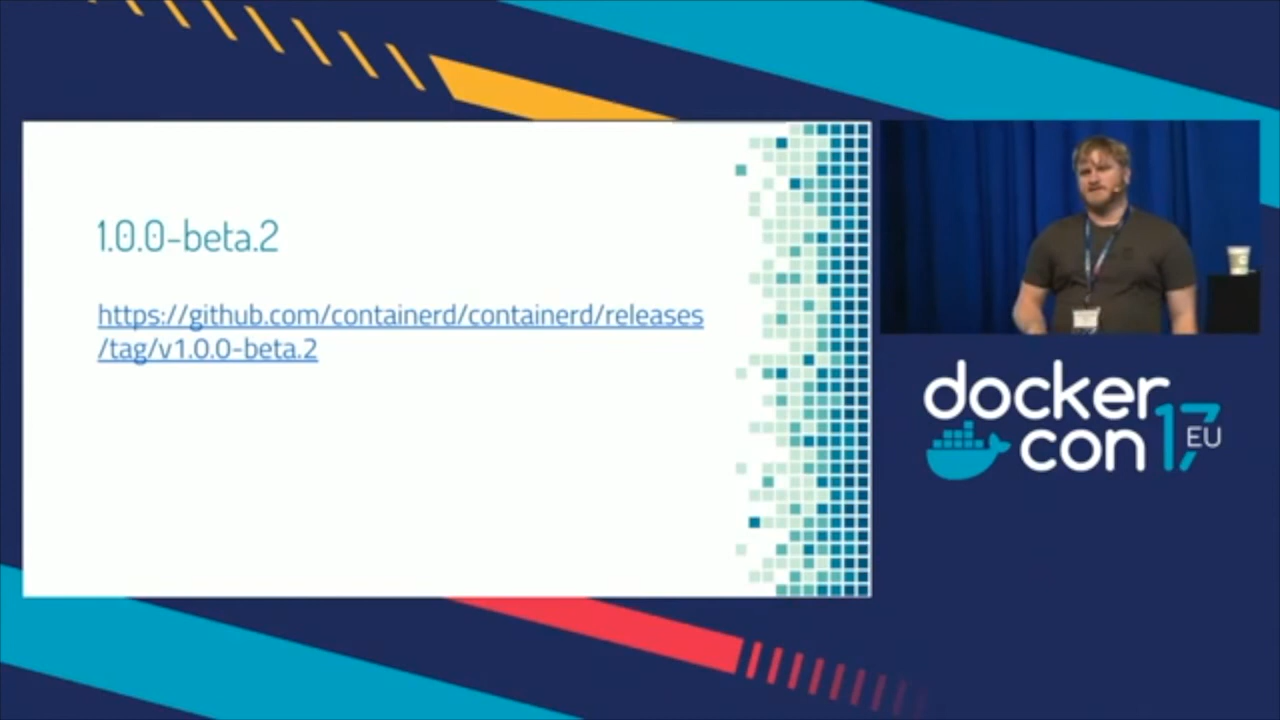 1.0.0-beta.2
https://github.com/containerd/containerd/releases
/tag/v1.0.0-beta.2
docker
con 17 EU